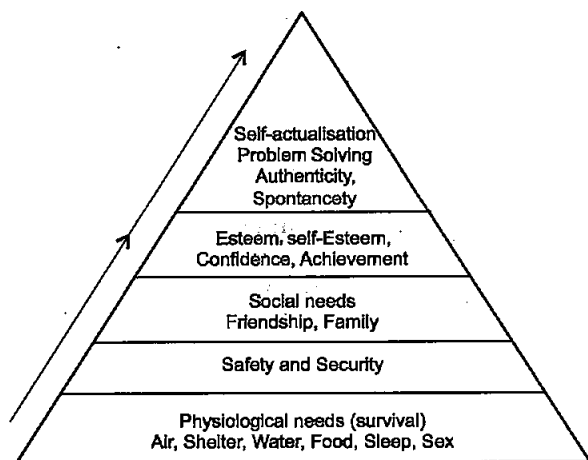 Self-actualisation
Problem Solving
Authenticity,
Spontancety
Esteem, self-Esteem,
Confidence, Achievement
Social needs
Friendship, Family
Safety and Security
Physiological needs (survival)
Air, Shelter, Water, Food, Sleep, Sex